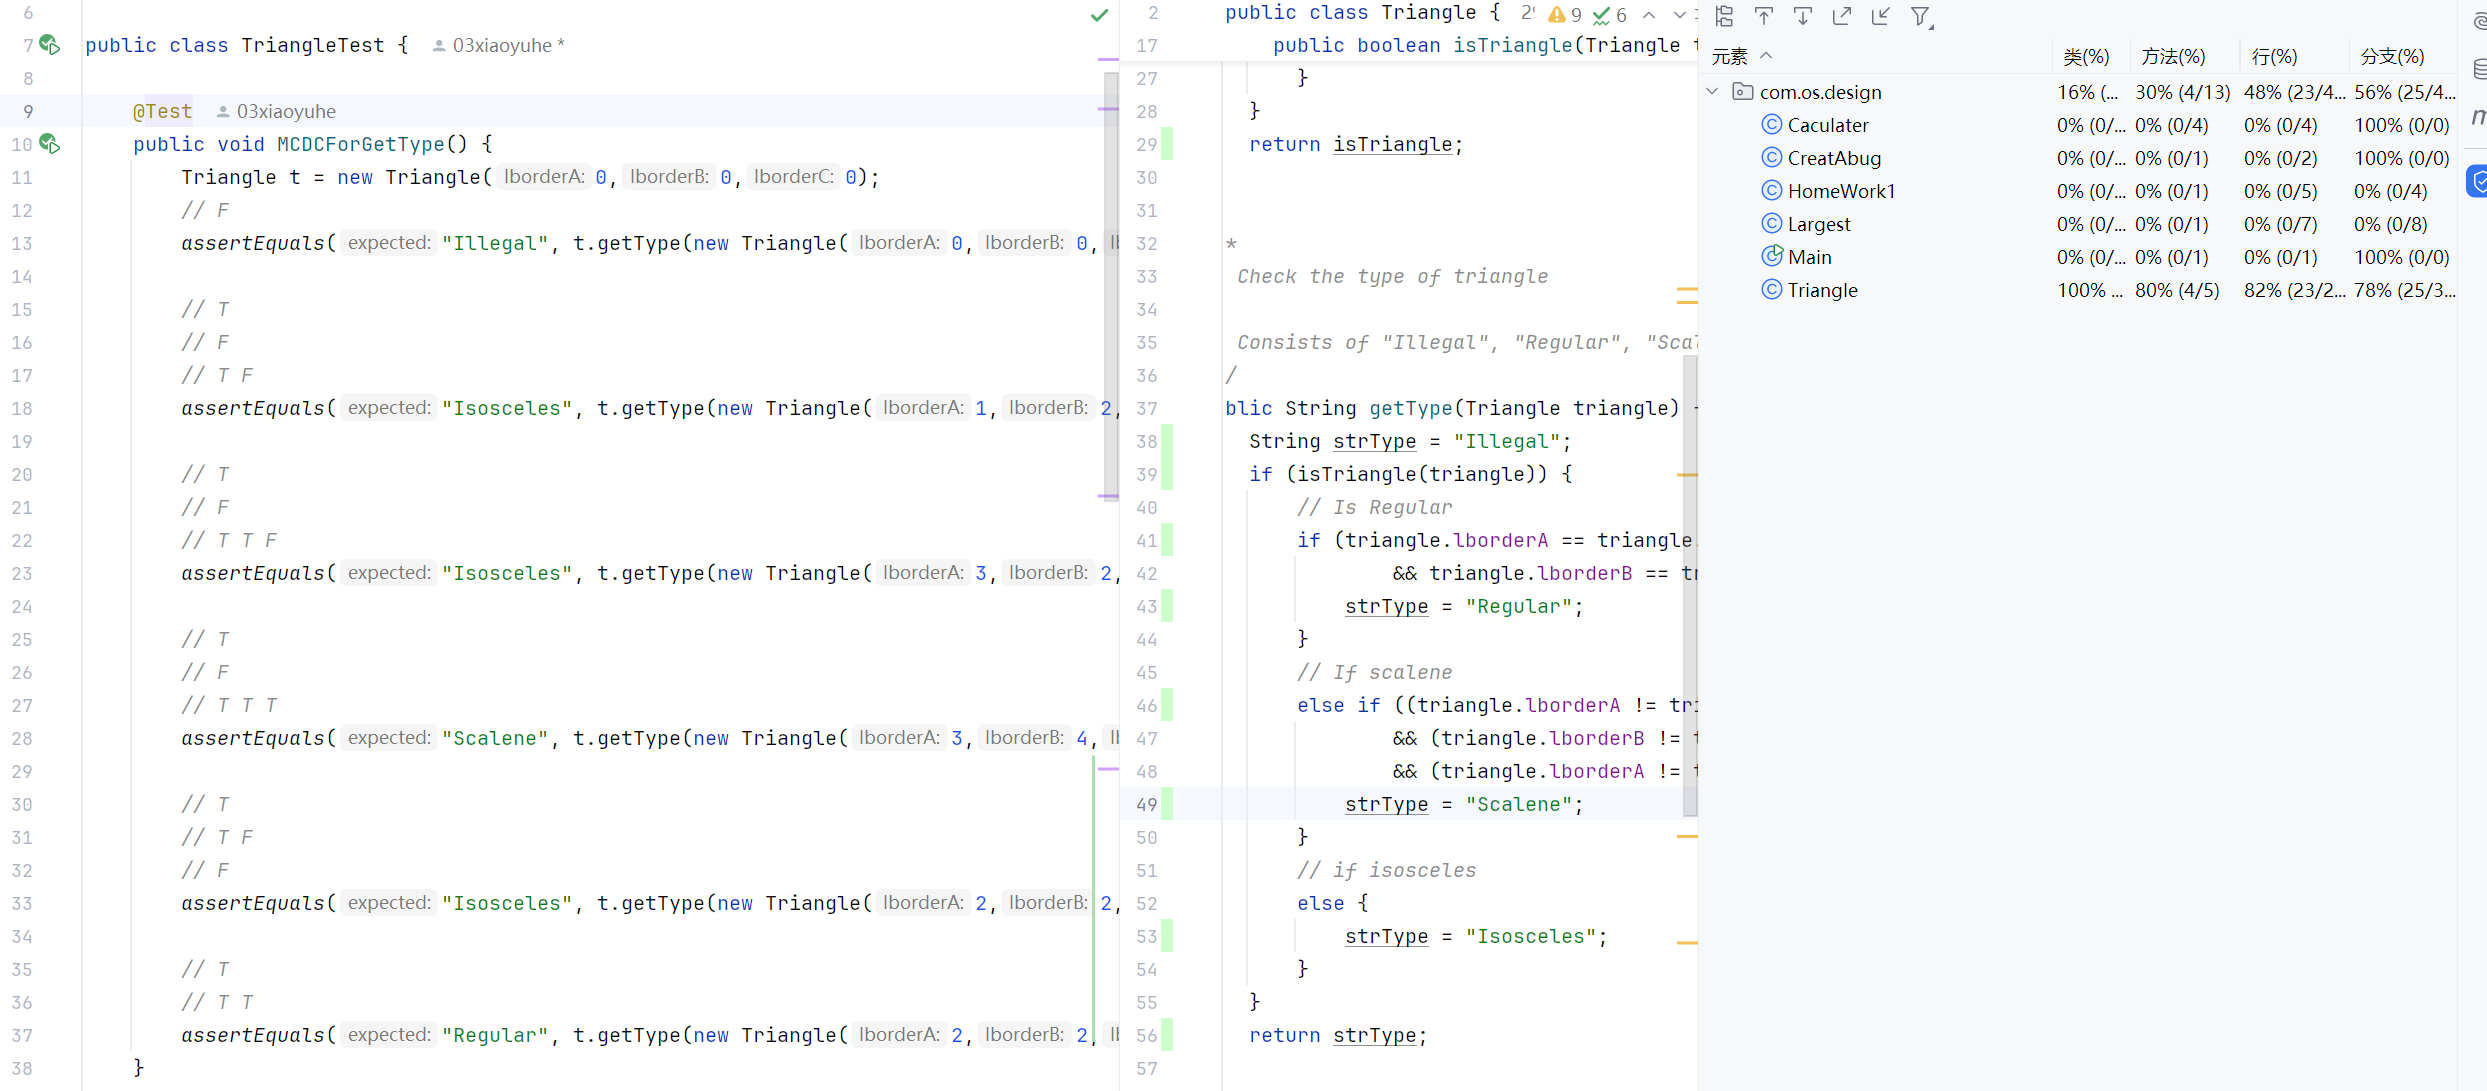 6
7 public class TriangleTest { 03xiaoyuhe *
8
9 @Test 03xiaoyuhe
10 public void MCDCForGetType() {
11 Triangle t = new Triangle( lborderA: 0, lborderB: 0, lborderC: 0);
12 // F
13 assertEquals( expected: "Illegal", t.getType(new Triangle( lborderA: 0, lborderB: 0,
14
15 // T
16 // F
17 // T F
18 assertEquals( expected: "Isosceles", t.getType(new Triangle( lborderA: 1, lborderB: 2,
19
20 // T
21 // F
22 // T T F
23 assertEquals( expected: "Isosceles", t.getType(new Triangle( lborderA: 3, lborderB: 2,
24
25 // T
26 // F
27 // T T T
28 assertEquals( expected: "Scalene", t.getType(new Triangle( lborderA: 3, lborderB: 4,
29
30 // T
31 // T F
32 // F
33 assertEquals( expected: "Isosceles", t.getType(new Triangle( lborderA: 2, lborderB: 2,
34
35 // T
36 // T T
37 assertEquals( expected: "Regular", t.getType(new Triangle( lborderA: 2, lborderB: 2,
38 }
2 public class Triangle { 9 6
17 public boolean isTriangle(Triangle
27 }
28 }
29 return isTriangle;
30
31
32 *
33 Check the type of triangle
34
35 Consists of "Illegal", "Regular", "Scal
36 /
37 blic String getType(Triangle triangle)
38 String strType = "Illegal";
39 if (isTriangle(triangle)) {
40 // Is Regular
41 if (triangle.lborderA == triangle.
42 && triangle.lborderB == tr
43 strType = "Regular";
44 }
45 // If scalene
46 else if ((triangle.lborderA != tri
47 && (triangle.lborderB !=
48 && (triangle.lborderA !=
49 strType = "Scalene";
50 }
51 // if isosceles
52 else {
53 strType = "Isosceles";
54 }
55 }
56 return strType;
57
元素 类(%) 方法(%) 行(%) 分支(%)
com.os.design 16% (... 30% (4/13) 48% (23/4... 56% (25/4...
Caculater 0% (0/... 0% (0/4) 0% (0/4) 100% (0/0)
CreatAbug 0% (0/... 0% (0/1) 0% (0/2) 100% (0/0)
HomeWork1 0% (0/... 0% (0/1) 0% (0/5) 0% (0/4)
Largest 0% (0/... 0% (0/1) 0% (0/7) 0% (0/8)
Main 0% (0/... 0% (0/1) 0% (0/1) 100% (0/0)
Triangle 100% ... 80% (4/5) 82% (23/2... 78% (25/3...